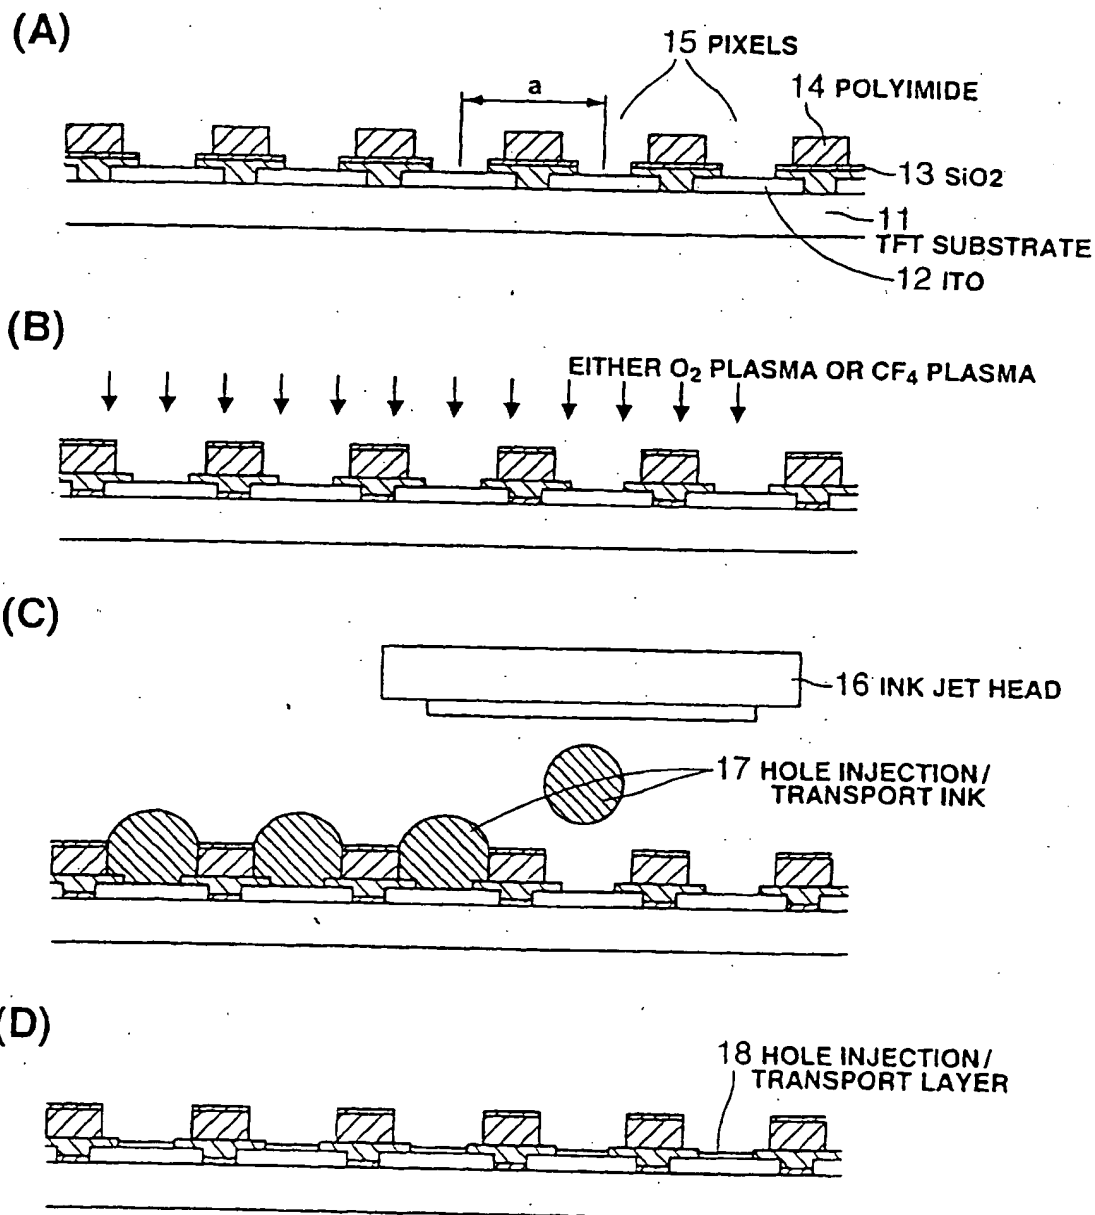 (A)
15 PIXELS
a
14 POLYIMIDE
13 SiO2
11
TFT SUBSTRATE
12 ITO
(B)
EITHER O2 PLASMA OR CF4 PLASMA
(C)
16 INK JET HEAD
17 HOLE INJECTION/
TRANSPORT INK
(D)
18 HOLE INJECTION/
TRANSPORT LAYER